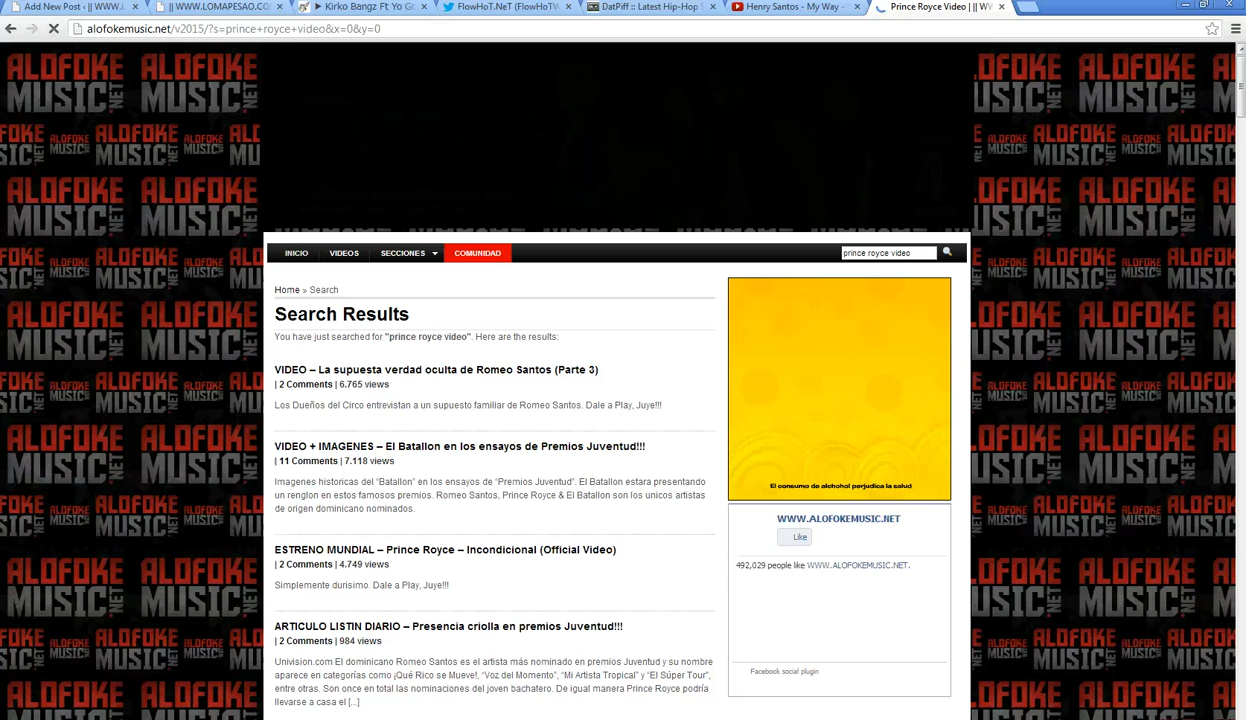 Add New Post ‹ ||WWW.
|| WWW.LOMAPESAO.CO
▶ Kirko Bangz Ft Yo Go
FlowHoT.NeT (FlowHoTW
DatPiff :: Latest Hip-Hop
Henry Santos - My Way -
Prince Royce Video | || W
alofokemusic.net/v2015/?s=prince+royce+video&x=0&y=0
ALOFOKE
MUSIC.NET
INICIO VIDEOS SECCIONES COMUNIDAD prince royce video
Home » Search
Search Results
You have just searched for "prince royce video". Here are the results:
VIDEO – La supuesta verdad oculta de Romeo Santos (Parte 3)
| 2 Comments | 6.765 views
Los Dueños del Circo entrevistan a un supuesto familiar de Romeo Santos. Dale a Play, Juye!!!
VIDEO + IMAGENES – El Batallon en los ensayos de Premios Juventud!!!
| 11 Comments | 7.118 views
Imagenes historicas del “Batallon” en los ensayos de “Premios Juventud”. El Batallon estara presentando
un renglon en estos famosos premios. Romeo Santos, Prince Royce & El Batallon son los unicos artistas
de origen dominicano nominados.
ESTRENO MUNDIAL – Prince Royce – Incondicional (Official Video)
| 2 Comments | 4.749 views
Simplemente durisimo. Dale a Play, Juye!!!
ARTICULO LISTIN DIARIO – Presencia criolla en premios Juventud!!!
| 2 Comments | 984 views
Univision.com El dominicano Romeo Santos es el artista más nominado en premios Juventud y su nombre
aparece en categorías como ¡Qué Rico se Mueve!, “Voz del Momento”, “Mi Artista Tropical” y “El Súper Tour”,
entre otras. Son once en total las nominaciones del joven bachatero. De igual manera Prince Royce podría
llevarse a casa el [...]
El consumo de alchohol perjudica la salud
WWW.ALOFOKEMUSIC.NET
Like
492,029 people like WWW.ALOFOKEMUSIC.NET.
Facebook social plugin